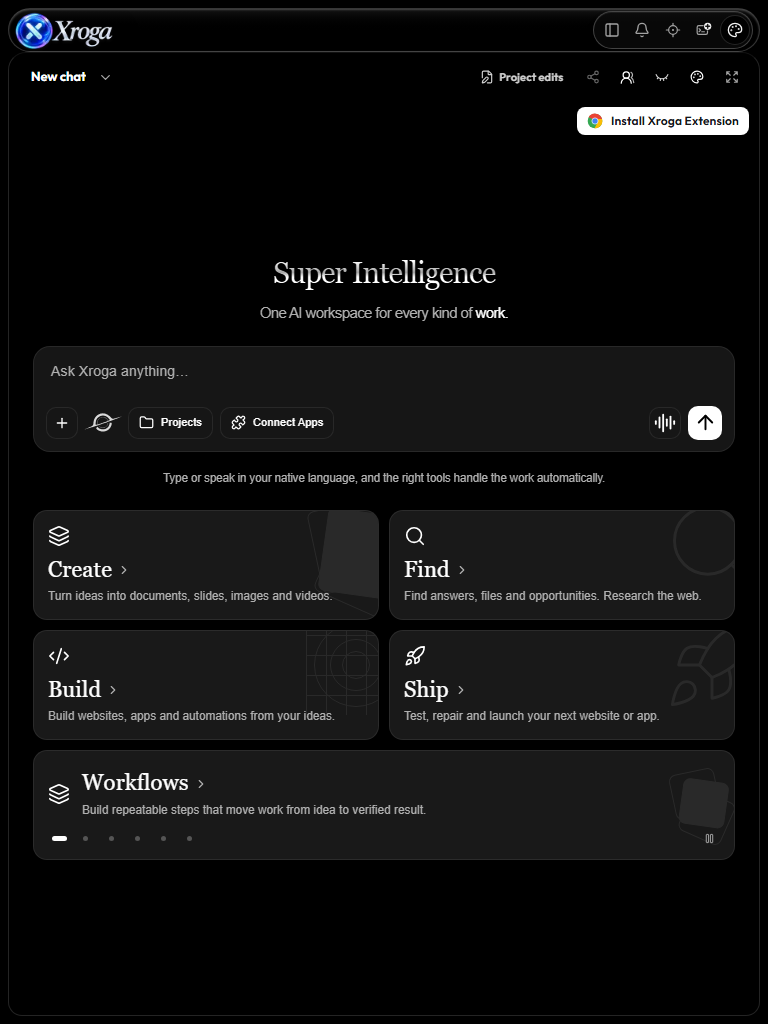 Xroga
New chat
Project edits
Install Xroga Extension
Super Intelligence
One AI workspace for every kind of work.
Ask Xroga anything...
Projects
Connect Apps
Type or speak in your native language, and the right tools handle the work automatically.
Create
Turn ideas into documents, slides, images and videos.
Find
Find answers, files and opportunities. Research the web.
Build
Build websites, apps and automations from your ideas.
Ship
Test, repair and launch your next website or app.
Workflows
Build repeatable steps that move work from idea to verified result.